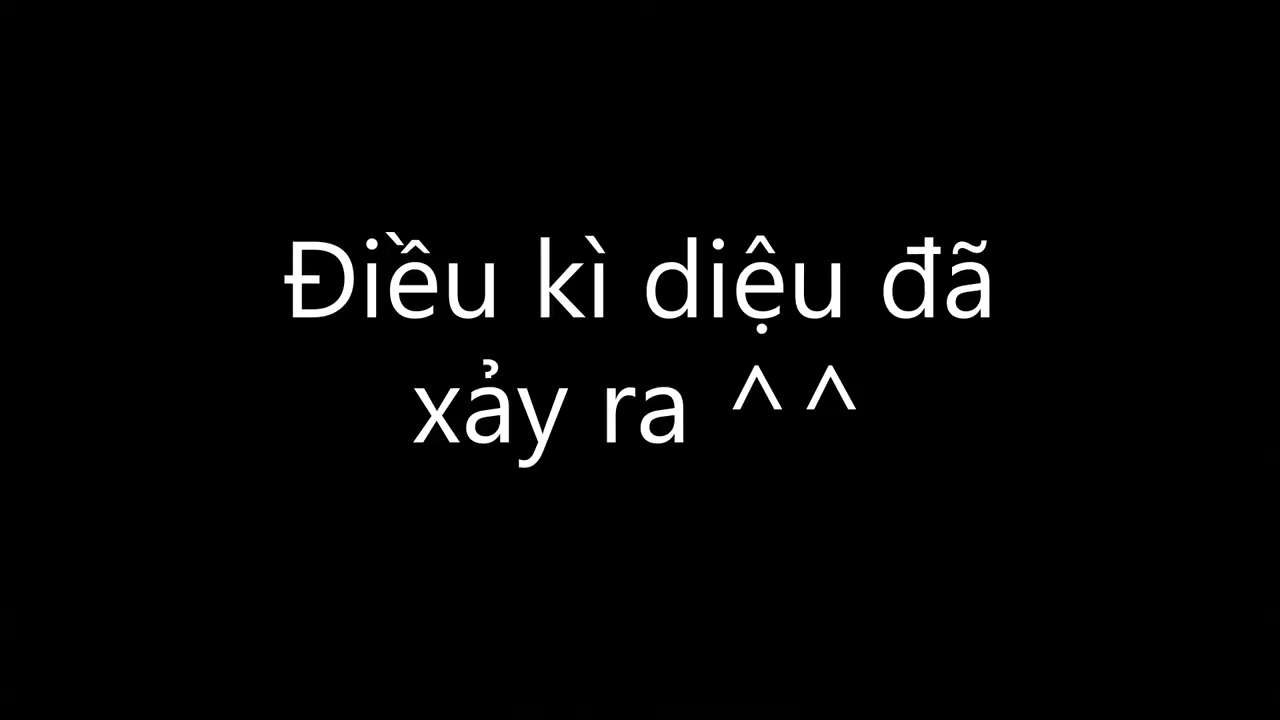 Điều kì diệu đã
xảy ra ^^